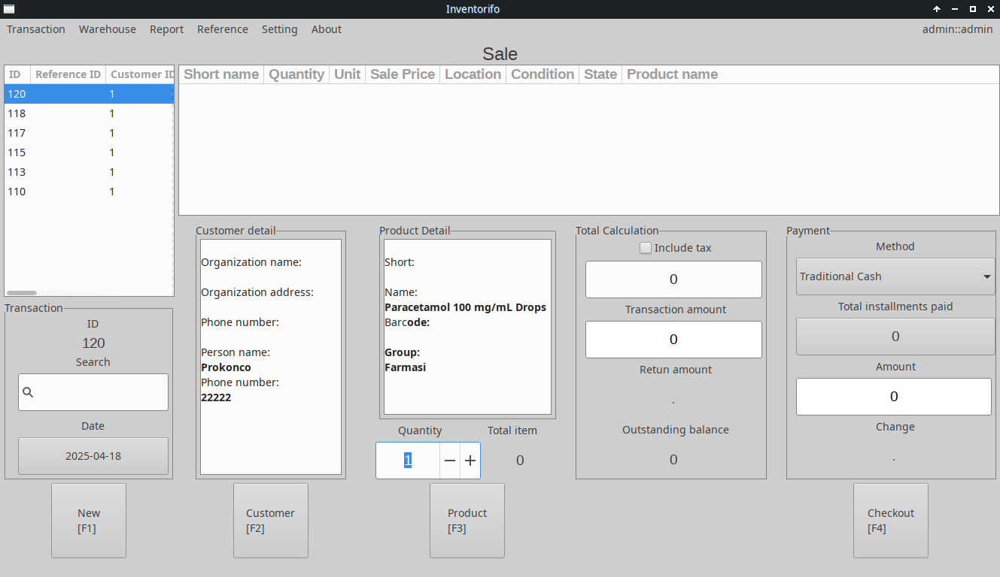 Inventorifo
Transaction Warehouse Report Reference Setting About admin::admin
Sale
ID Reference ID Customer ID
120 1
118 1
117 1
115 1
113 1
110 1
Short name Quantity Unit Sale Price Location Condition State Product name
Transaction
ID
120
Search
Date
2025-04-18
Customer detail
Organization name:
Organization address:
Phone number:
Person name:
Prokonco
Phone number:
22222
Product Detail
Short:
Name:
Paracetamol 100 mg/mL Drops
Barcode:
Group:
Farmasi
Quantity Total item
1 0
Total Calculation
Include tax
0
Transaction amount
0
Retun amount
.
Outstanding balance
0
Payment
Method
Traditional Cash
Total installments paid
0
Amount
0
Change
.
New
[F1]
Customer
[F2]
Product
[F3]
Checkout
[F4]